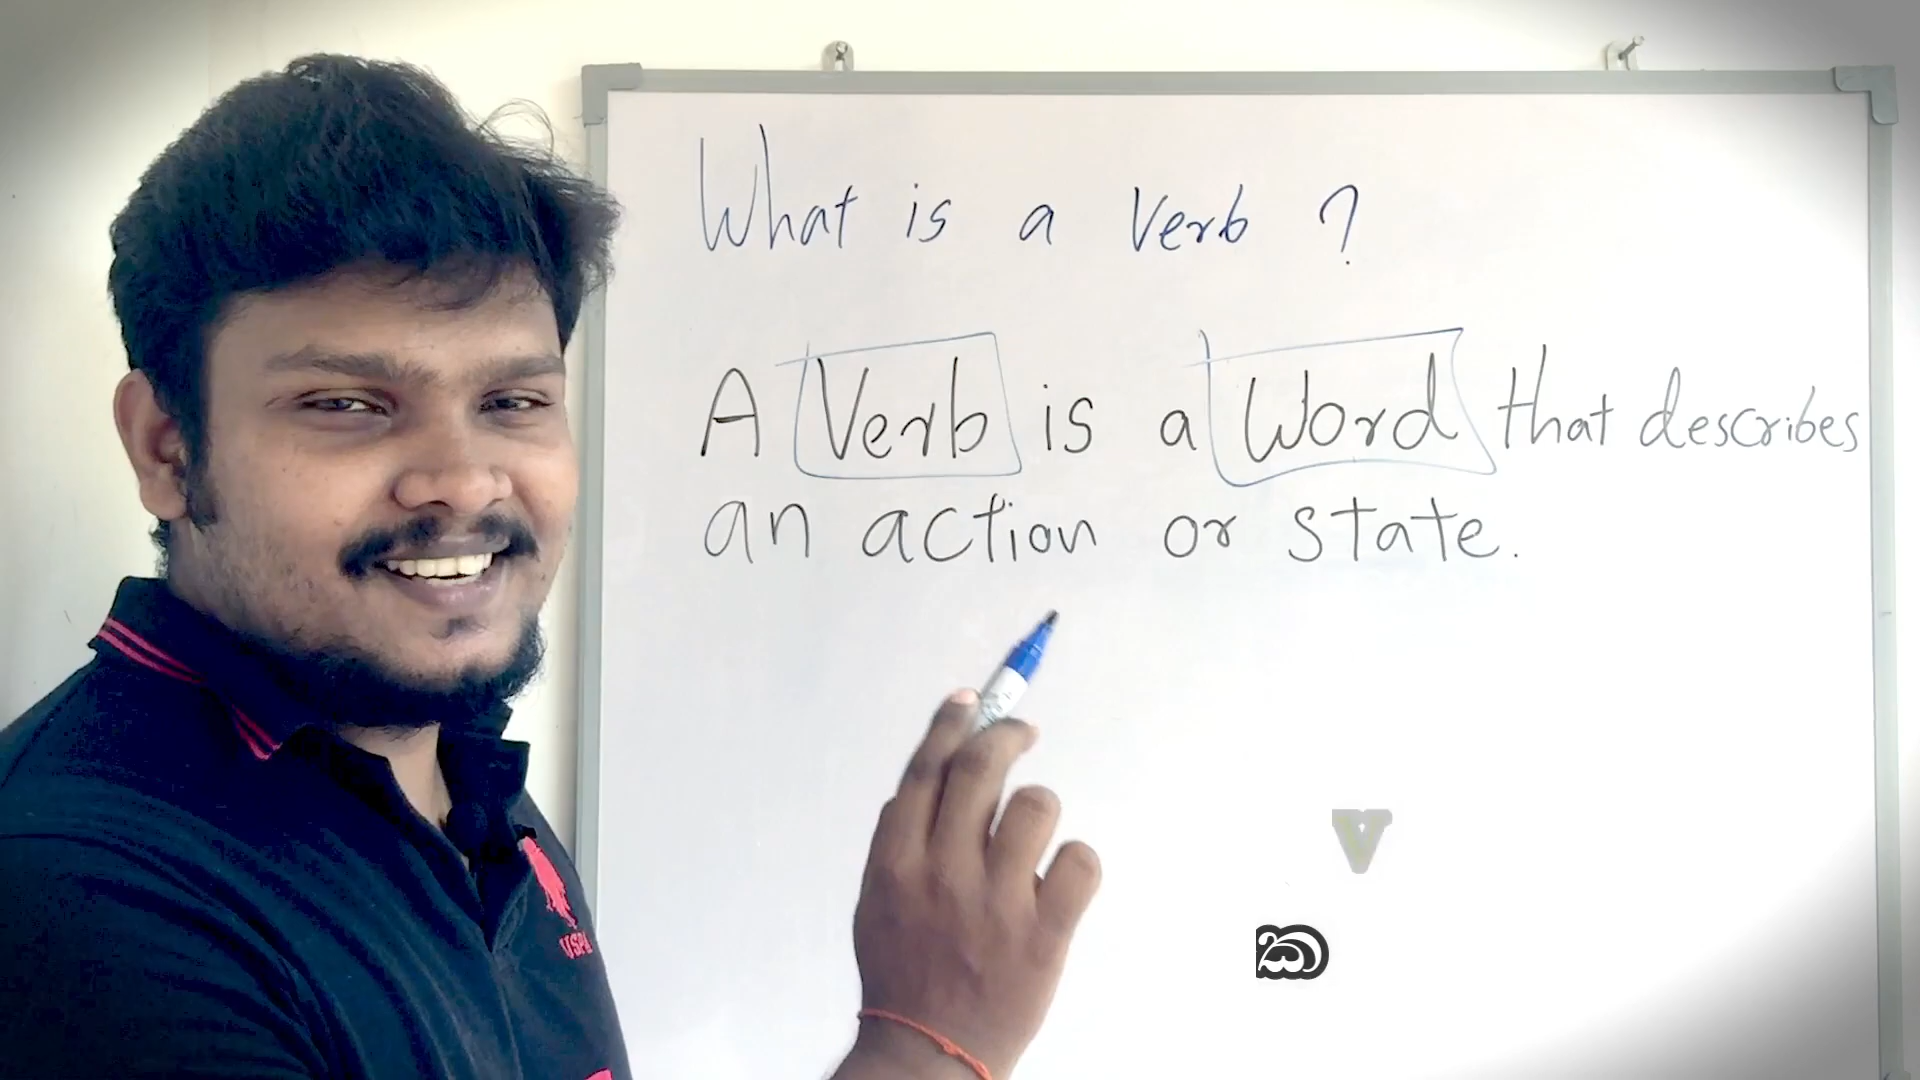 What is a Verb ?
A Verb is a Word that describes
an action or state.
V
ක